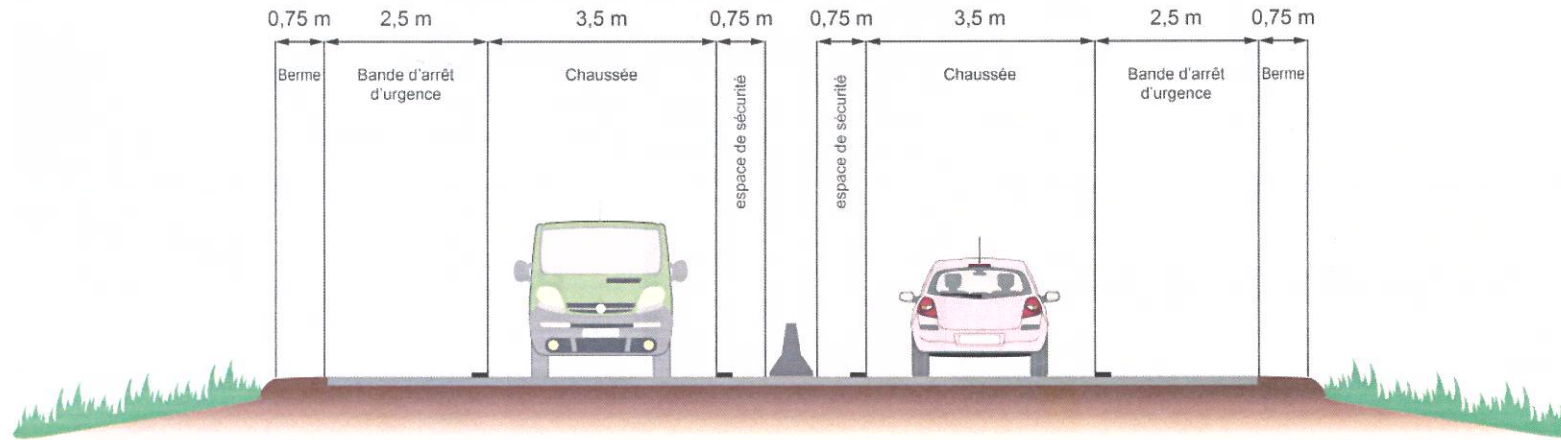 0,75 m 2,5 m 3,5 m 0,75 m 0,75 m 3,5 m 2,5 m 0,75 m
Berme
Bande d'arrêt
d'urgence
Chaussée
espace de sécurité
espace de sécurité
Chaussée
Bande d'arrêt
d'urgence
Berme